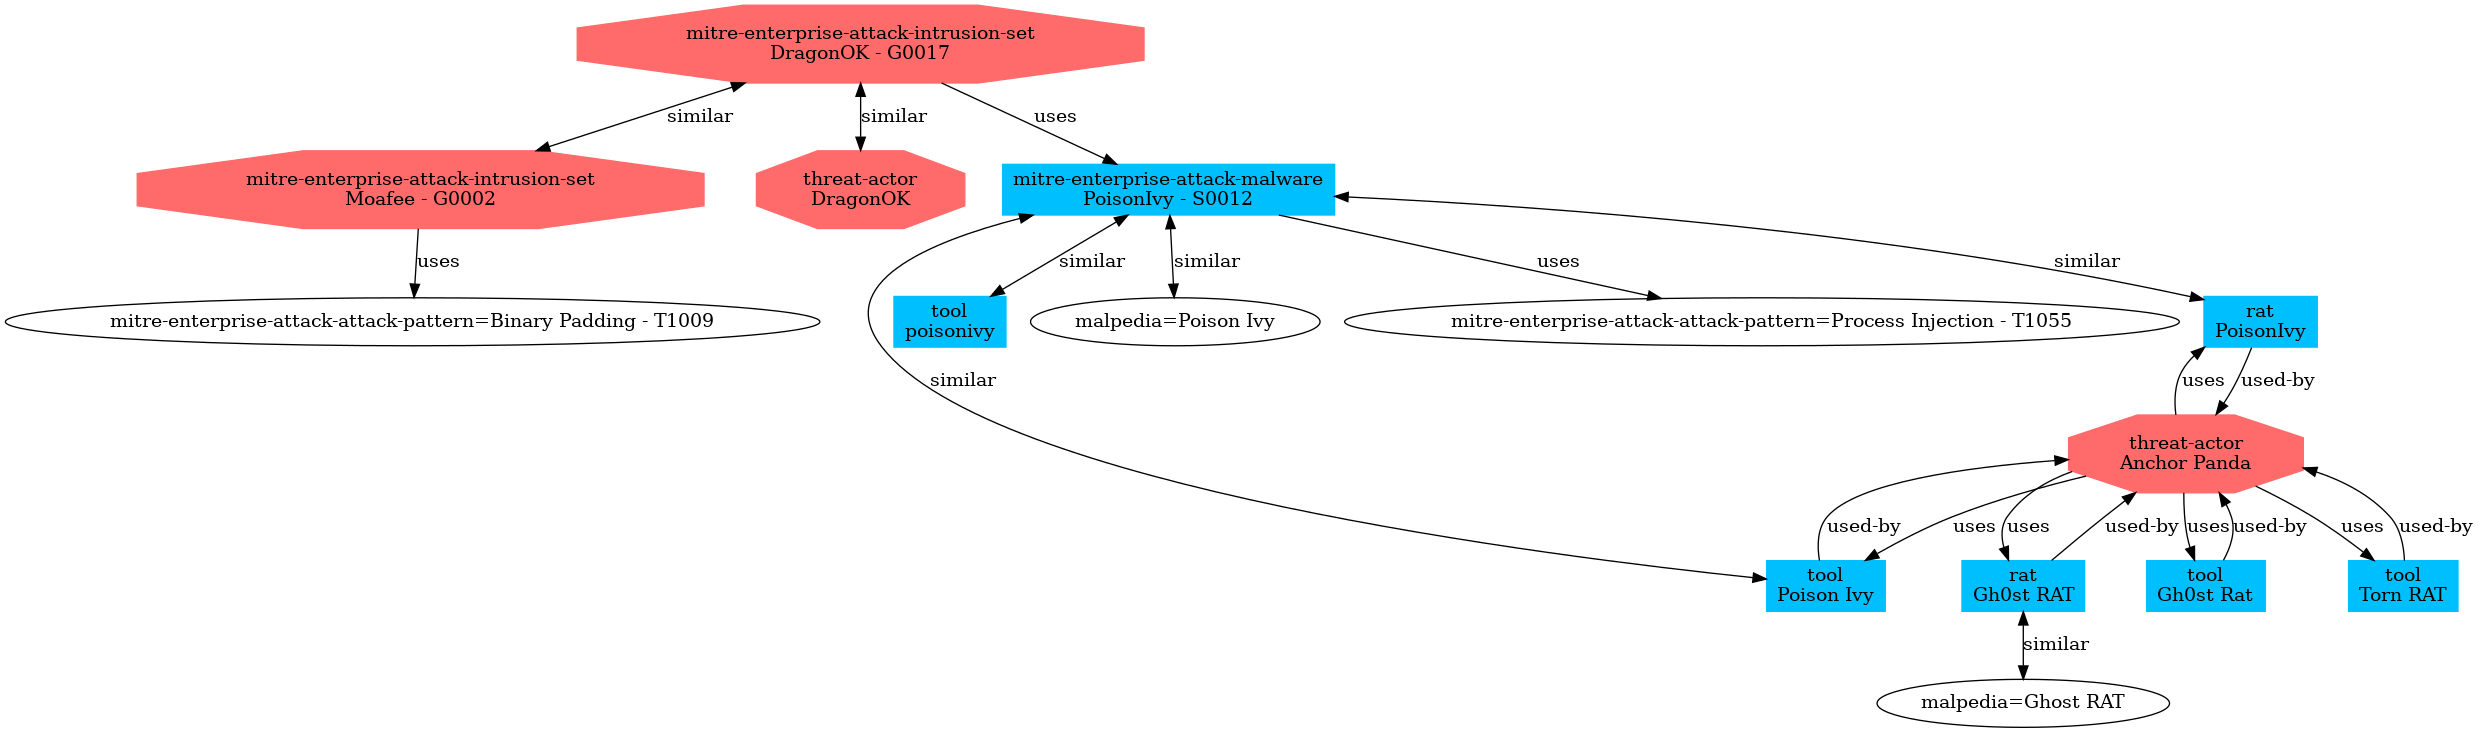 mitre-enterprise-attack-intrusion-set
DragonOK - G0017
similar
similar
uses
mitre-enterprise-attack-intrusion-set
Moafee - G0002
threat-actor
DragonOK
mitre-enterprise-attack-malware
PoisonIvy - S0012
uses
similar
similar
uses
similar
mitre-enterprise-attack-attack-pattern=Binary Padding - T1009
tool
poisonivy
malpedia=Poison Ivy
mitre-enterprise-attack-attack-pattern=Process Injection - T1055
rat
PoisonIvy
similar
uses
used-by
threat-actor
Anchor Panda
used-by
uses
uses
used-by
uses
used-by
uses
used-by
tool
Poison Ivy
rat
Gh0st RAT
tool
Gh0st Rat
tool
Torn RAT
similar
malpedia=Ghost RAT